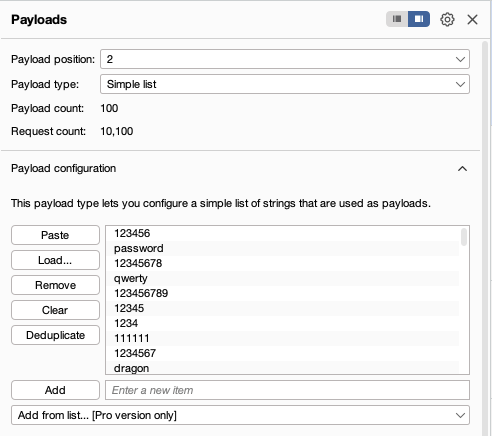 Payloads
Payload position: 2
Payload type: Simple list
Payload count: 100
Request count: 10,100
Payload configuration
This payload type lets you configure a simple list of strings that are used as payloads.
Paste
Load...
Remove
Clear
Deduplicate
123456
password
12345678
qwerty
123456789
12345
1234
111111
1234567
dragon
Add
Enter a new item
Add from list... [Pro version only]